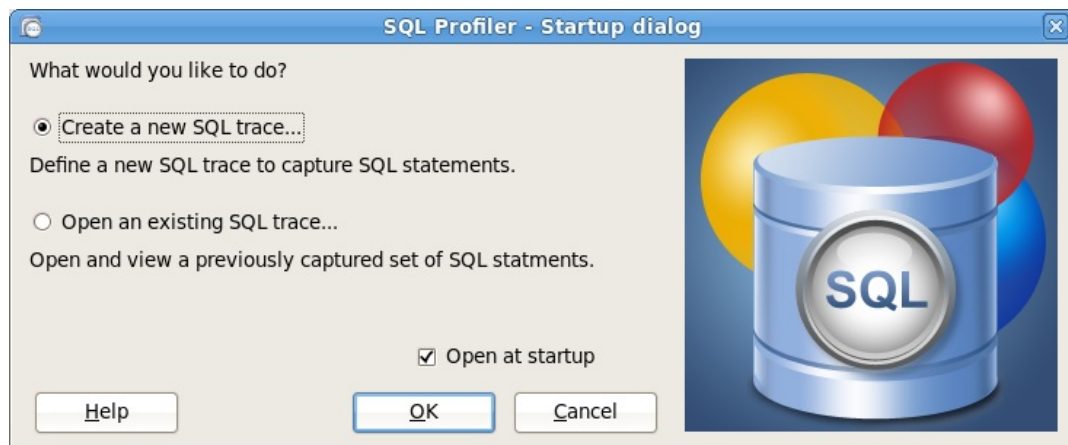 SQL Profiler - Startup dialog
What would you like to do?
Create a new SQL trace...
Define a new SQL trace to capture SQL statements.
Open an existing SQL trace...
Open and view a previously captured set of SQL statments.
SQL
Open at startup
Help
OK
Cancel